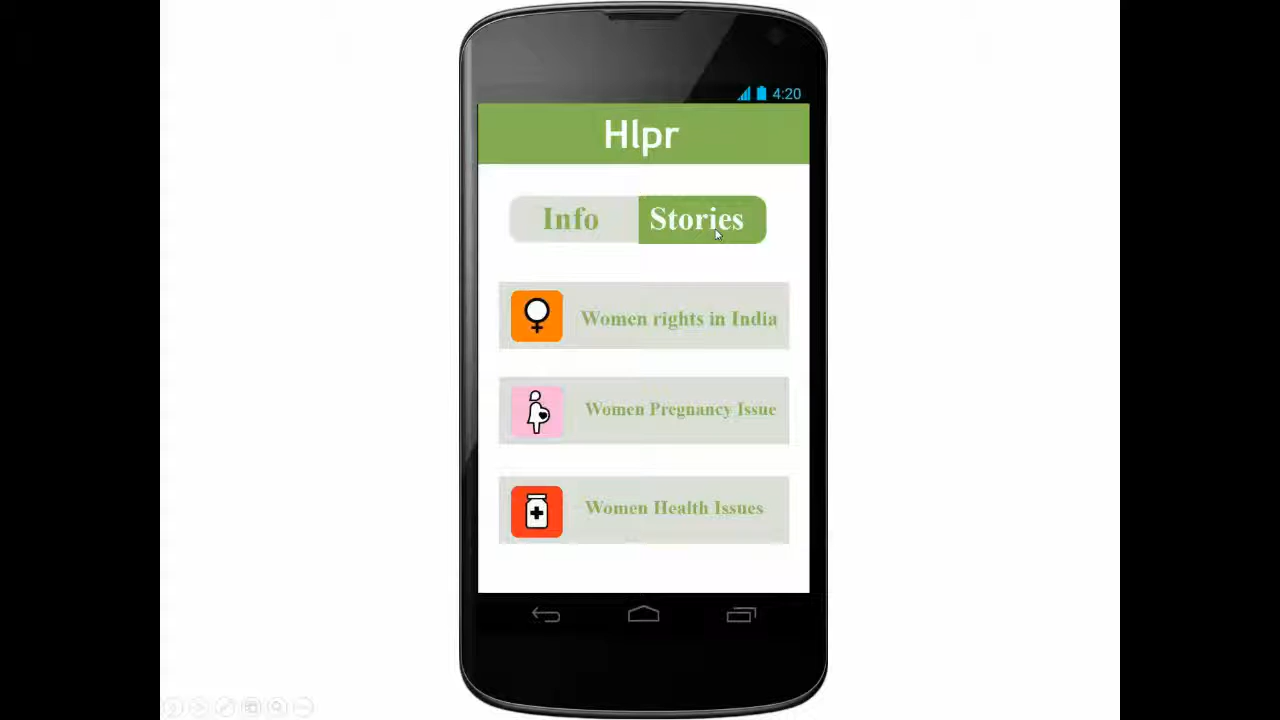 4:20
Hlpr
Info Stories
Women rights in India
Women Pregnancy Issue
Women Health Issues